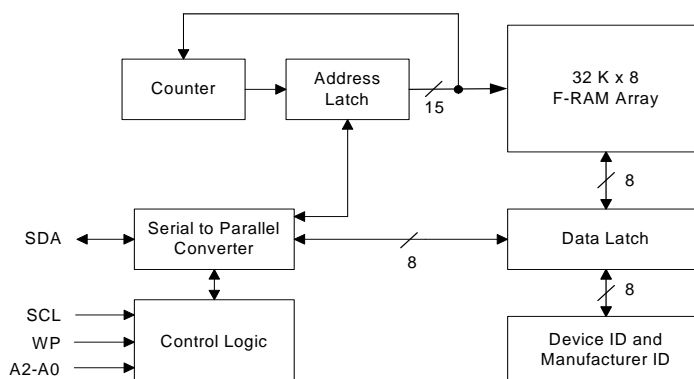 Counter
Address
Latch
15
32 K x 8
F-RAM Array
8
SDA
Serial to Parallel
Converter
8
Data Latch
8
SCL
WP
A2-A0
Control Logic
Device ID and
Manufacturer ID